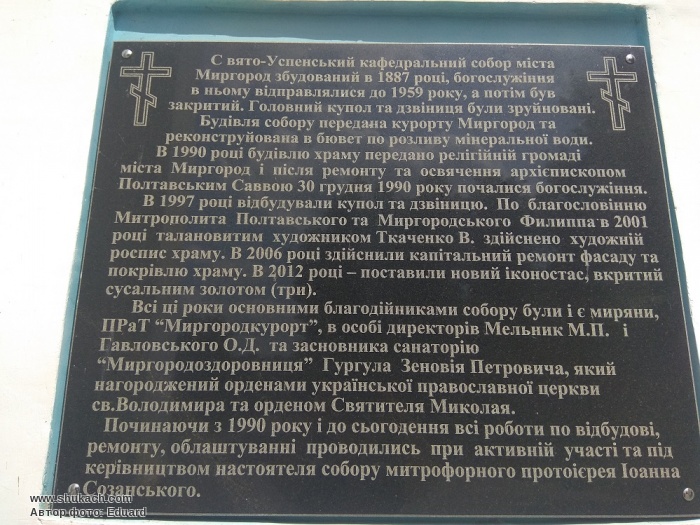 С вято-Успенський кафедральний собор міста
Миргород збудований в 1887 році, богослужіння
в ньому відправлялися до 1959 року, а потім був
закритий. Головний купол та дзвіниця були зруйновані.
Будівля собору передана курорту Миргород та
реконструйована в бювет по розливу мінеральної води.
В 1990 році будівлю храму передано релігійній громаді
міста Миргород і після ремонту та освячення архієпископом
Полтавським Саввою 30 грудня 1990 року почалися богослужіння.
В 1997 році відбудували купол та дзвіницю. По благословінню
Митрополита Полтавського та Миргородського Филиппа в 2001
році талановитим художником Ткаченко В. здійснено художній
роспис храму. В 2006 році здійснили капітальний ремонт фасаду та
покрівлю храму. В 2012 році – поставили новий іконостас, вкритий
сусальним золотом (три).
Всі ці роки основними благодійниками собору були і є миряни,
ПРаТ “Миргородкурорт”, в особі директорів Мельник М.П. і
Гавловського О.Д. та засновника санаторію
“Миргородоздоровниця” Гургула Зеновія Петровича, який
нагороджений орденами української православної церкви
св.Володимира та орденом Святителя Миколая.
Починаючи з 1990 року і до сьогодення всі роботи по відбудові,
ремонту, облаштуванні проводились при активній участі та під
керівництвом настоятеля собору митрофорного протоієрея Іоанна
Созанського.
www.shukach.com
Автор фото: Eduard